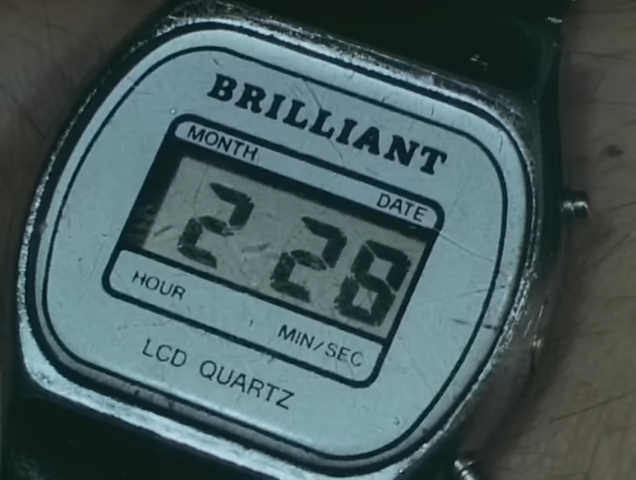 BRILLIANT
MONTH
DATE
2 28
HOUR
MIN/SEC
LCD QUARTZ